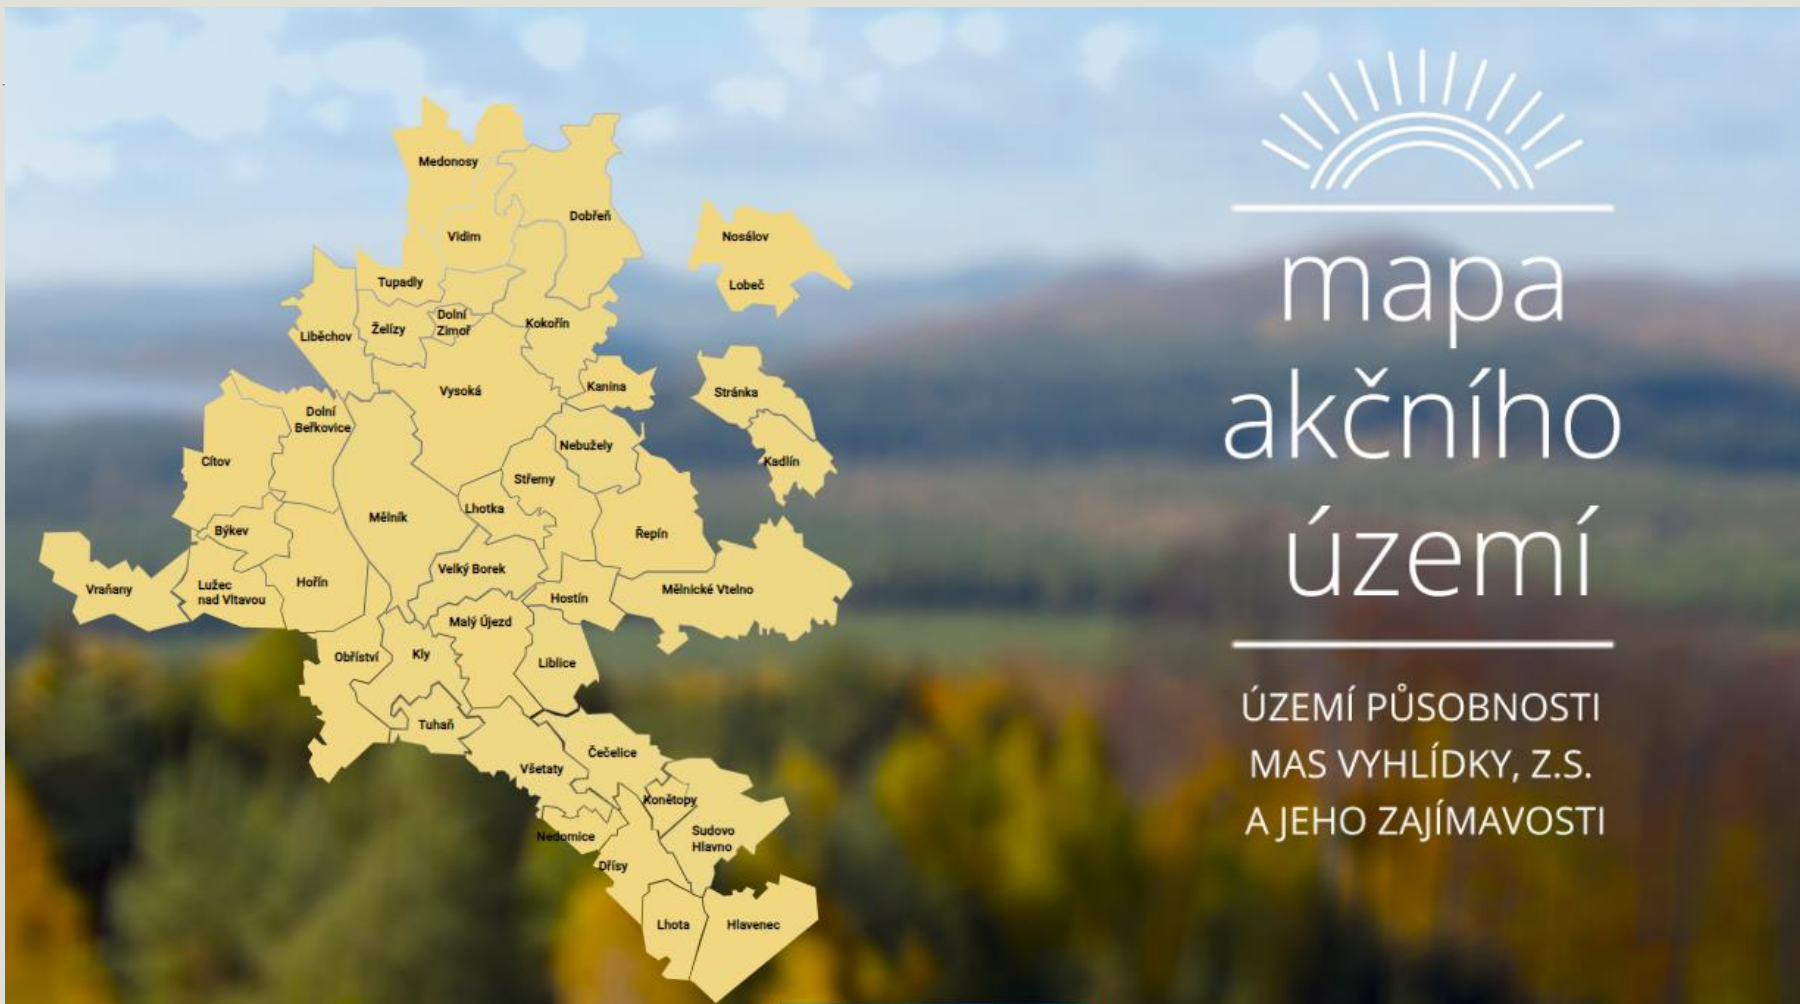 Medonosy
Dobřeň
Vidim
Nosálov
Tupadly
Lobeč
Dolní
Zimoř
Želízy
Kokořín
Liběchov
Kanina
Vysoká
Stránka
Dolní
Beřkovice
Nebužely
Cítov
Kadlín
Střemy
Lhotka
Mělník
Býkev
Řepín
Velký Borek
Hořín
Vraňany
Lužec
nad Vltavou
Hostín
Mělnické Vtelno
Malý Újezd
Obříství
Kly
Liblice
Tuhaň
Čečelice
Všetaty
Konětopy
Nedomice
Sudovo
Hlavno
Dřísy
Lhota
Hlavenec
mapa
akčního
území
ÚZEMÍ PŮSOBNOSTI
MAS VYHLÍDKY, Z.S.
A JEHO ZAJÍMAVOSTI